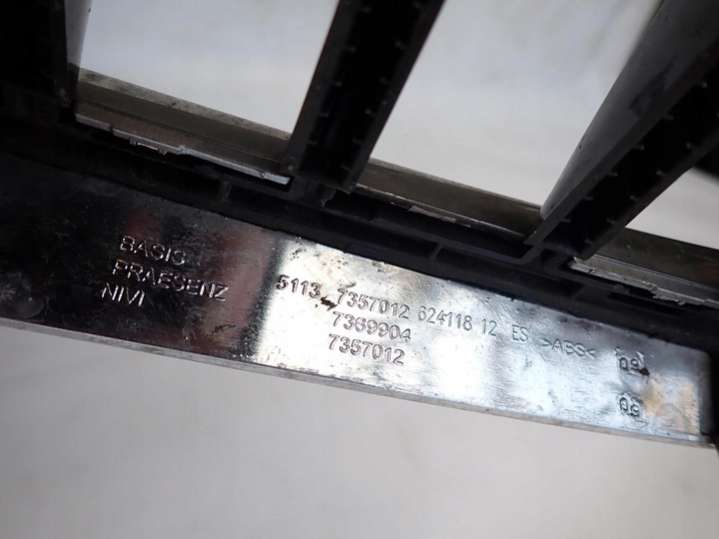 BASIS
PRAESENZ
NIVI
5113 7357012 624118 12 ES >ABS<
7369904
7357012